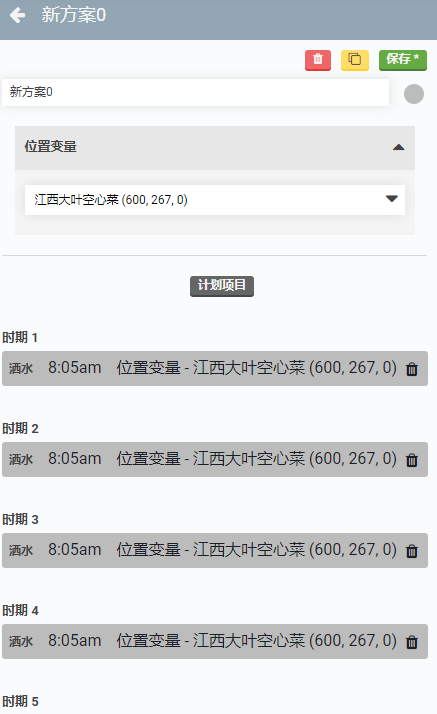 新方案0
保存 *
新方案0
位置变量
江西大叶空心菜 (600, 267, 0)
计划项目
时期 1
洒水 8:05am 位置变量 - 江西大叶空心菜 (600, 267, 0)
时期 2
洒水 8:05am 位置变量 - 江西大叶空心菜 (600, 267, 0)
时期 3
洒水 8:05am 位置变量 - 江西大叶空心菜 (600, 267, 0)
时期 4
洒水 8:05am 位置变量 - 江西大叶空心菜 (600, 267, 0)
时期 5